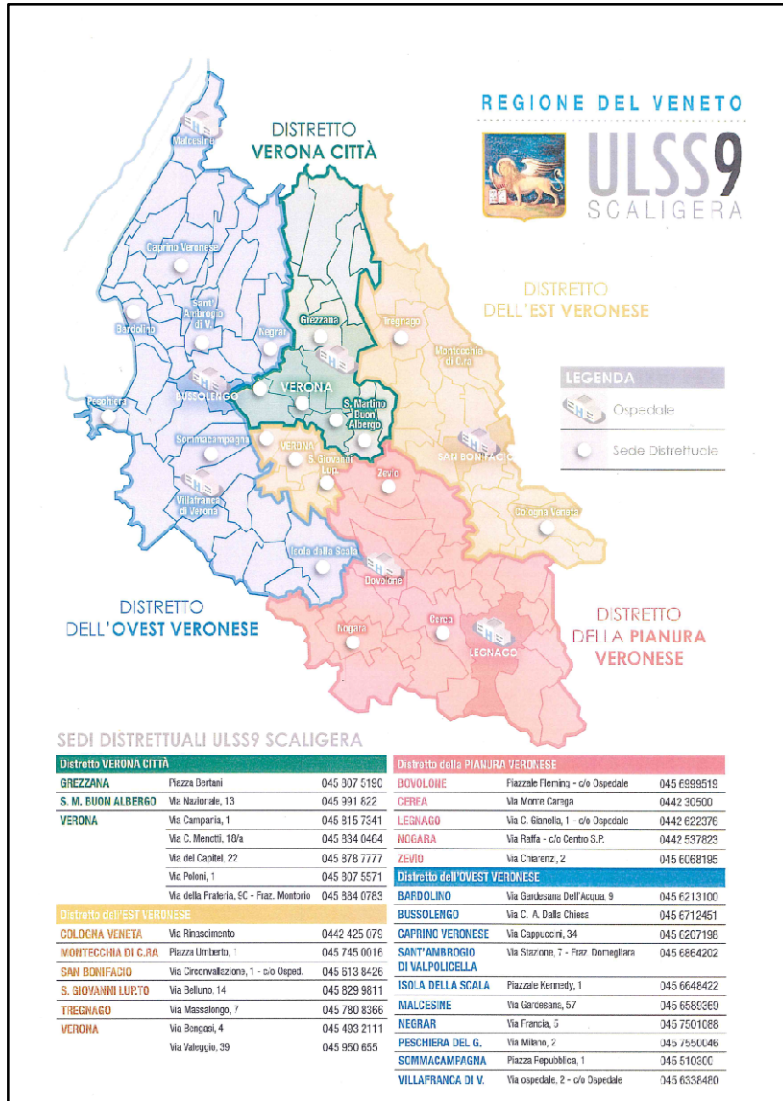 REGIONE DEL VENETO
ULSS9
SCALIGERA
DISTRETTO
VERONA CITTÀ
DISTRETTO
DELL'EST VERONESE
LEGENDA
Ospedale
Sede Distrettuale
Malcesine
Caprino Veronese
Sant'
Ambrogio
di V.
Bardolino
Negrar
Grezzana
Tregnago
Montecchia
di C.ra
BUSSOLENGO
VERONA
S. Martino
Buon
Albergo
Peschiera
Sommacampagna
VERONA
S. Giovanni
Lup.
Zevio
SAN BONIFACIO
Villafranca
di Verona
Cologna Veneta
Isola della Scala
Bovolone
DISTRETTO
DELL'OVEST VERONESE
Nogara
Cerea
LEGNAGO
DISTRETTO
DELLA PIANURA
VERONESE
SEDI DISTRETTUALI ULSS9 SCALIGERA
Distretto VERONA CITTÀ
GREZZANA Piazza Bertani 045 807 5190
S. M. BUON ALBERGO Via Nazionale, 13 045 991 822
VERONA Via Campania, 1 045 815 7341
Via C. Menotti, 18/a 045 834 0464
Via del Capitel, 22 045 878 7777
Via Poloni, 1 045 807 5571
Via della Frateria, 9C - Fraz. Montorio 045 884 0783
Distretto dell'EST VERONESE
COLOGNA VENETA Via Rinascimento 0442 425 079
MONTECCHIA DI C.RA Piazza Umberto, 1 045 745 0016
SAN BONIFACIO Via Circonvallazione, 1 - c/o Osped. 045 613 8426
S. GIOVANNI LUP.TO Via Belluno, 14 045 829 9811
TREGNAGO Via Massalongo, 7 045 780 8366
VERONA Via Bengasi, 4 045 493 2111
Via Valeggio, 39 045 950 655
Distretto della PIANURA VERONESE
BOVOLONE Piazzale Fleming - c/o Ospedale 045 6999519
CEREA Via Monte Carega 0442 30500
LEGNAGO Via C. Gianella, 1 - c/o Ospedale 0442 622376
NOGARA Via Raffa - c/o Centro S.P. 0442 537823
ZEVIO Via Chiarenzi, 2 045 6068195
Distretto dell'OVEST VERONESE
BARDOLINO Via Gardesana Dell'Acqua, 9 045 6213100
BUSSOLENGO Via C. A. Dalla Chiesa 045 6712451
CAPRINO VERONESE Via Cappuccini, 34 045 6207198
SANT'AMBROGIO Via Stazione, 7 - Fraz. Domegliara 045 6864202
DI VALPOLICELLA
ISOLA DELLA SCALA Piazzale Kennedy, 1 045 6648422
MALCESINE Via Gardesana, 57 045 6589369
NEGRAR Via Francia, 5 045 7501088
PESCHIERA DEL G. Via Milano, 2 045 7550046
SOMMACAMPAGNA Piazza Repubblica, 1 045 510300
VILLAFRANCA DI V. Via ospedale, 2 - c/o Ospedale 045 6338480